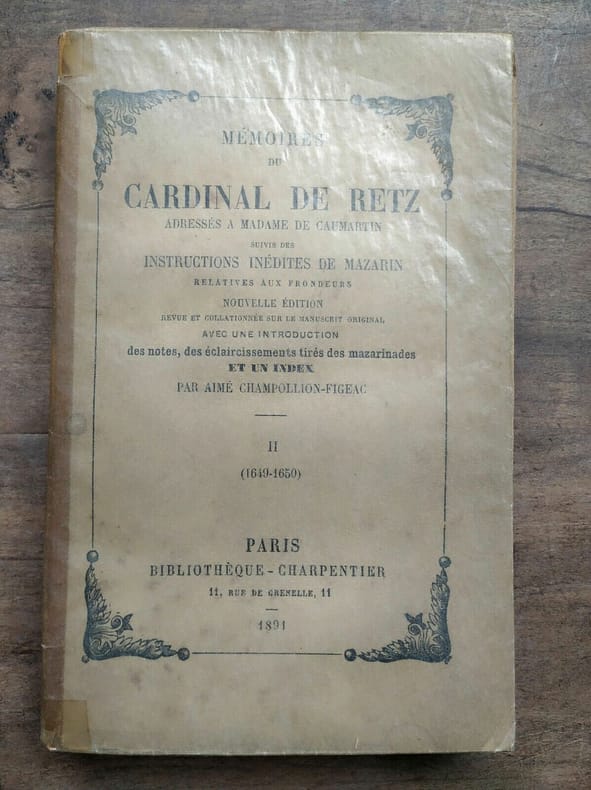 MÉMOIRES
DU
CARDINAL DE RETZ
ADRESSÉS A MADAME DE CAUMARTIN
SUIVIS DES
INSTRUCTIONS INÉDITES DE MAZARIN
RELATIVES AUX FRONDEURS
NOUVELLE ÉDITION
REVUE ET COLLATIONNÉE SUR LE MANUSCRIT ORIGINAL
AVEC UNE INTRODUCTION
des notes, des éclaircissements tirés des mazarinades
ET UN INDEX
PAR AIMÉ CHAMPOLLION-FIGEAC
II
(1649-1650)
PARIS
BIBLIOTHÈQUE-CHARPENTIER
11, RUE DE GRENELLE, 11
1891